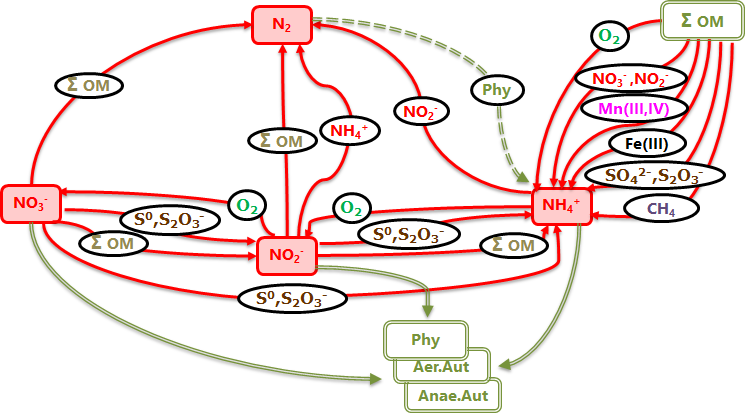 N₂
Σ OM
O₂
NO₃⁻,NO₂⁻
Mn(III,IV)
Fe(III)
SO₄²⁻,S₂O₃⁻
CH₄
Σ OM
Phy
NO₂⁻
NH₄⁺
Σ OM
NO₃⁻
O₂
S⁰,S₂O₃⁻
Σ OM
NO₂⁻
O₂
S⁰,S₂O₃⁻
Σ OM
NH₄⁺
S⁰,S₂O₃⁻
Phy
Aer.Aut
Anae.Aut